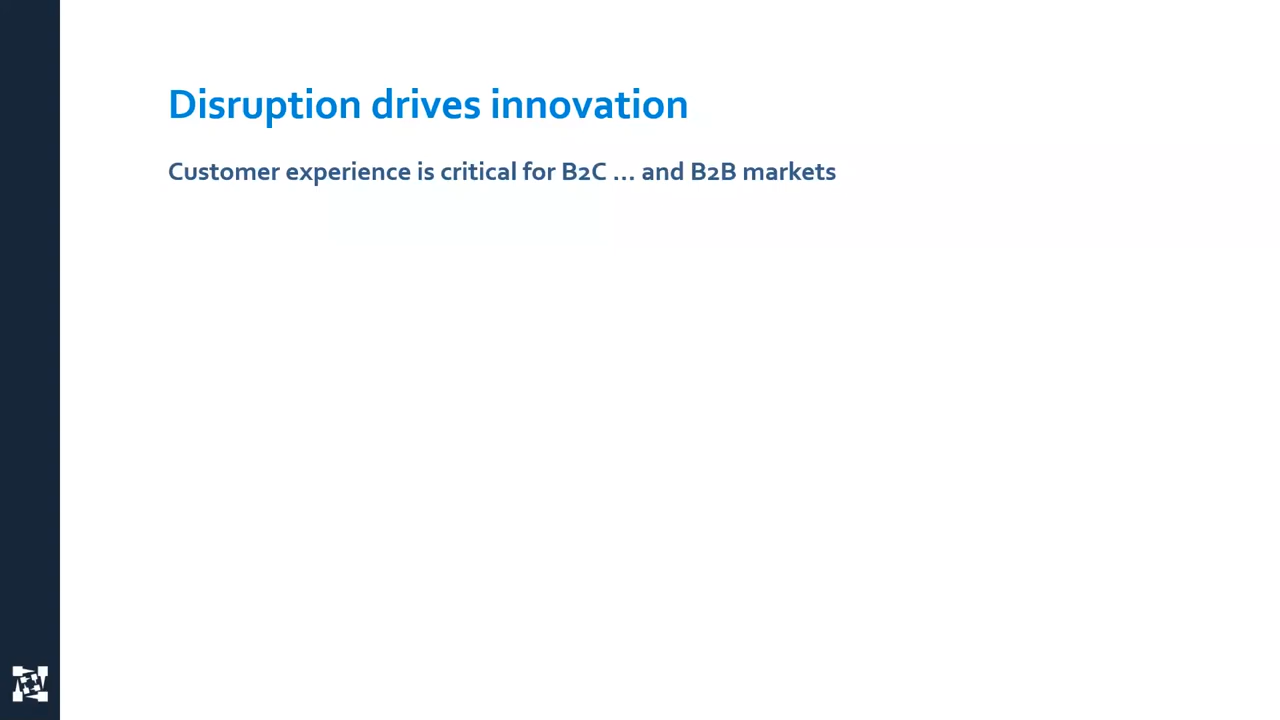 Disruption drives innovation
Customer experience is critical for B2C ... and B2B markets